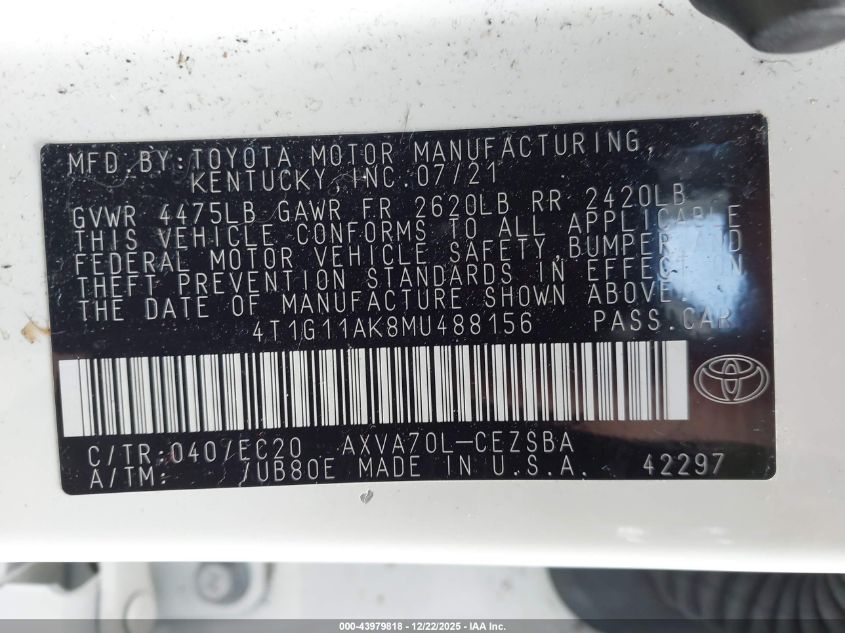 MFD.BY:TOYOTA MOTOR MANUFACTURING,
KENTUCKY,INC.07/21
GVWR 4475LB GAWR FR 2620LB RR 2420LB
THIS VEHICLE CONFORMS TO ALL APPLICABLE
FEDERAL MOTOR VEHICLE SAFETY,BUMPER,AND
THEFT PREVENTION STANDARDS IN EFFECT ON
THE DATE OF MANUFACTURE SHOWN ABOVE.
4T1G11AK8MU488156 PASS.CAR
C/TR:040/EC20 AXVA70L-CEZSBA
A/TM: /UB80E MADE IN U.S.A. 42297
000-43979818 - 12/22/2025 - IAA Inc.